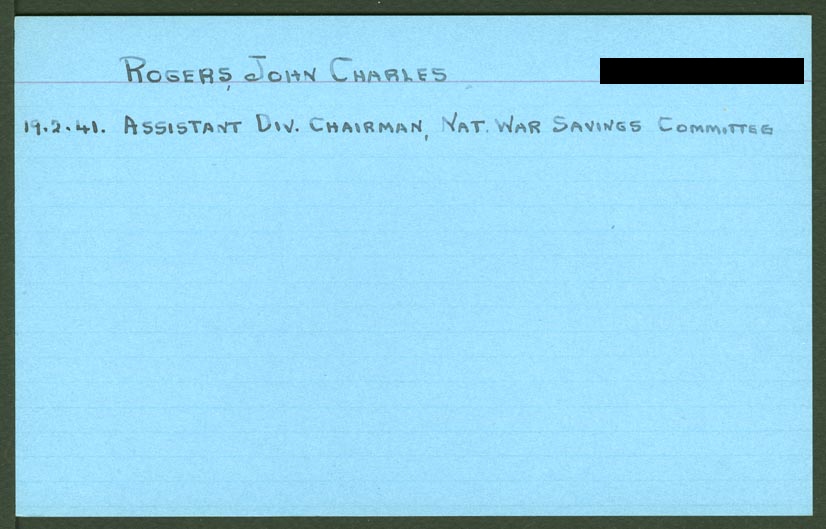 ROGERS, JOHN CHARLES
19.2.41. ASSISTANT DIV. CHAIRMAN, NAT. WAR SAVINGS COMMITTEE